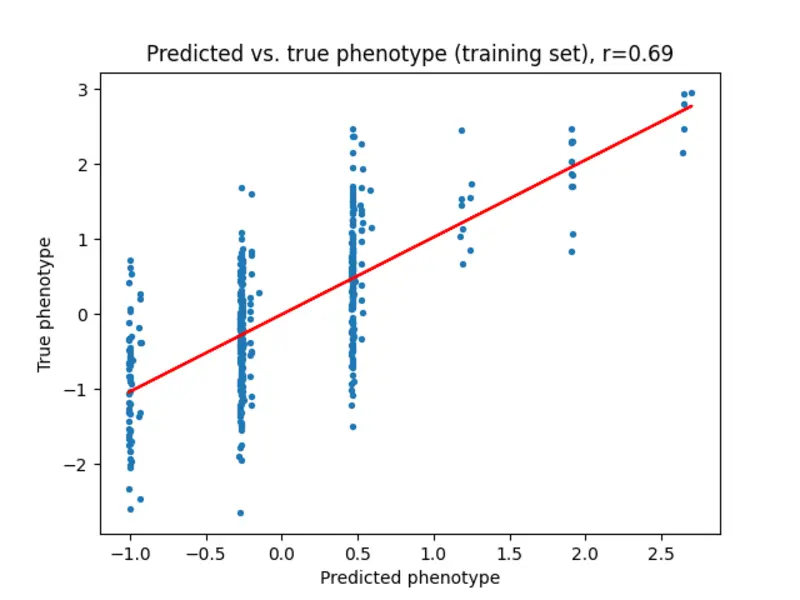 Predicted vs. true phenotype (training set), r=0.69
3
2
1
0
−1
−2
True phenotype
−1.0 −0.5 0.0 0.5 1.0 1.5 2.0 2.5
Predicted phenotype